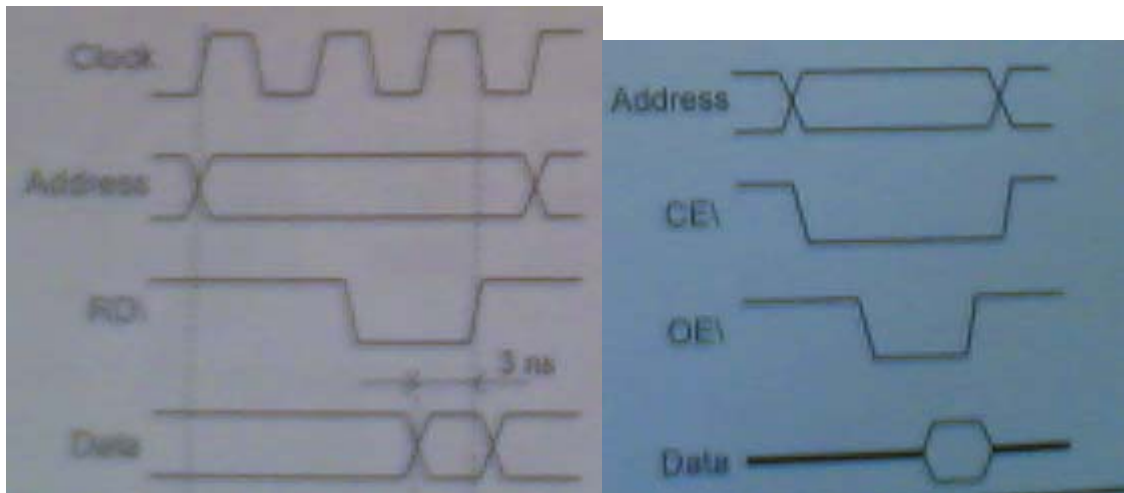 Clock
Address
RD\
3 ns
Data
Address
CE\
OE\
Data